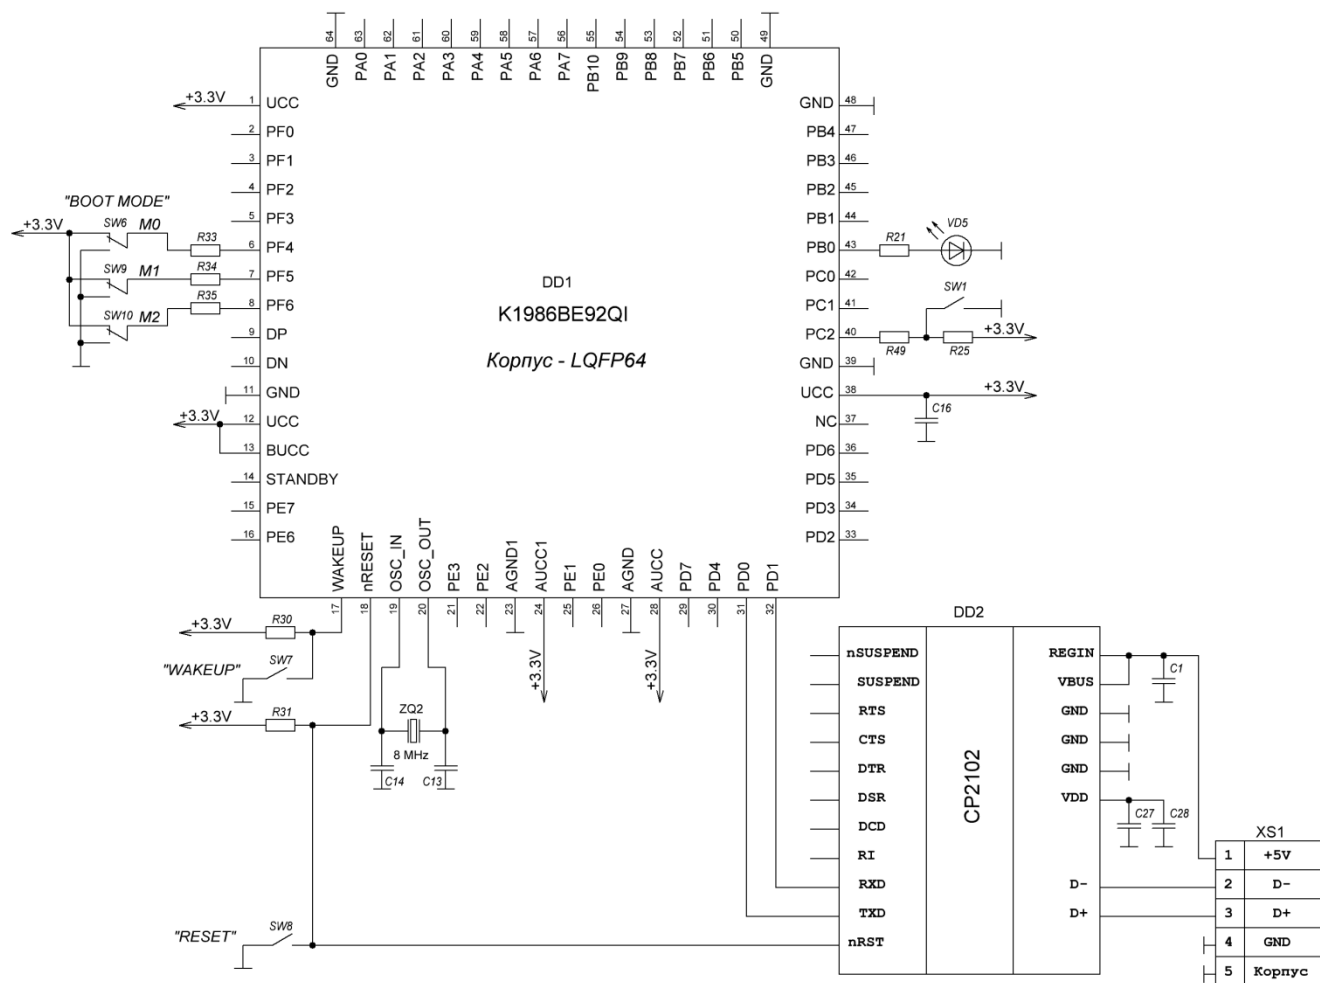 64 63 62 61 60 59 58 57 56 55 54 53 52 51 50 49
GND PA0 PA1 PA2 PA3 PA4 PA5 PA6 PA7 PB10 PB9 PB8 PB7 PB6 PB5 GND
+3.3V 1 UCC
2 PF0
3 PF1
4 PF2
5 PF3
"BOOT MODE"
+3.3V SW6 M0 R33 6 PF4
SW9 M1 R34 7 PF5
SW10 M2 R35 8 PF6
9 DP
10 DN
11 GND
+3.3V 12 UCC
13 BUCC
14 STANDBY
15 PE7
16 PE6
DD1
K1986BE92QI
Корпус - LQFP64
GND 48
PB4 47
PB3 46
PB2 45
PB1 44
PB0 43 R21 VD5
PC0 42
PC1 41 SW1
PC2 40 R49 R25 +3.3V
GND 39
UCC 38 +3.3V
C16
NC 37
PD6 36
PD5 35
PD3 34
PD2 33
WAKEUP nRESET OSC_IN OSC_OUT PE3 PE2 AGND1 AUCC1 PE1 PE0 AGND AUCC PD7 PD4 PD0 PD1
17 18 19 20 21 22 23 24 25 26 27 28 29 30 31 32
+3.3V R30
"WAKEUP" SW7
+3.3V R31
+3.3V +3.3V
ZQ2
8 MHz
C14 C13
"RESET" SW8
DD2
CP2102
nSUSPEND
SUSPEND
RTS
CTS
DTR
DSR
DCD
RI
RXD
TXD
nRST
REGIN
VBUS
C1
GND
GND
GND
VDD
C27 C28
D-
D+
XS1
1 +5V
2 D-
3 D+
4 GND
5 Корпус